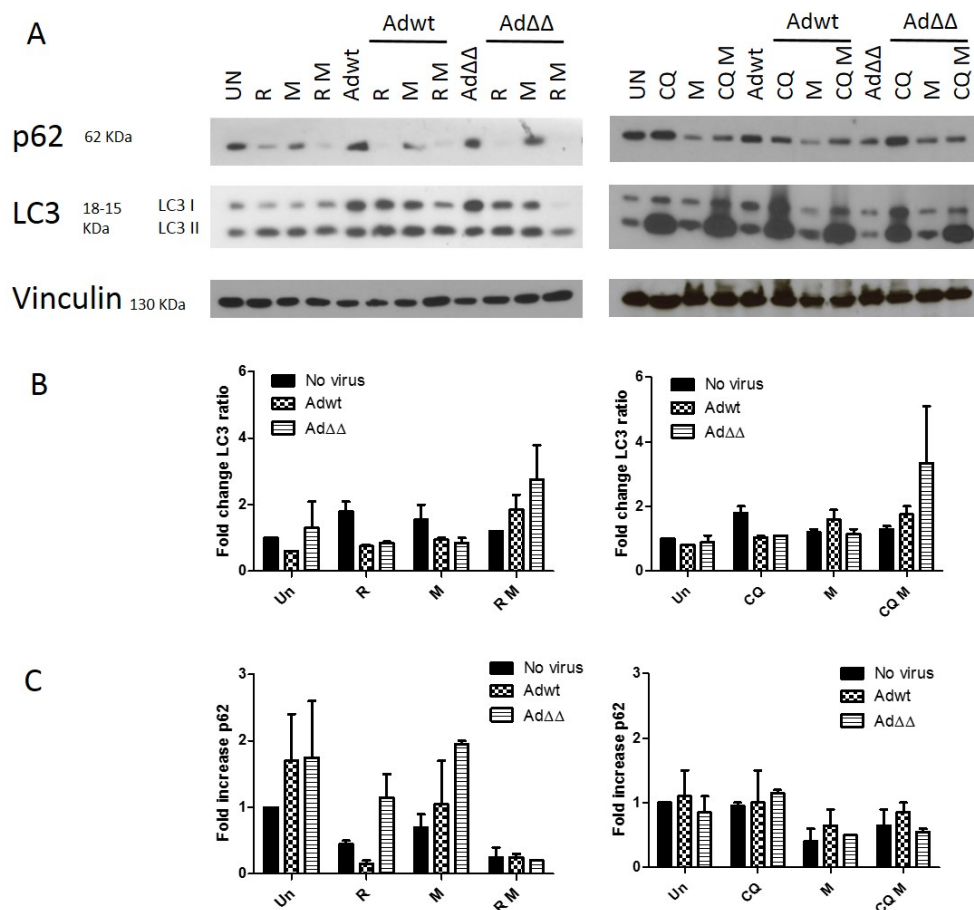 A
Adwt
AdΔΔ
UN
R
M
R M
Adwt
R
M
R M
AdΔΔ
R
M
R M
Adwt
AdΔΔ
UN
CQ
M
CQ M
Adwt
CQ
M
CQ M
AdΔΔ
CQ
M
CQ M
p62 62 KDa
LC3 18-15 KDa
LC3 I
LC3 II
Vinculin 130 KDa
B
Fold change LC3 ratio
6
4
2
0
No virus
Adwt
AdΔΔ
Un R M R M
Fold change LC3 ratio
6
4
2
0
No virus
Adwt
AdΔΔ
Un CQ M CQ M
C
Fold increase p62
3
2
1
0
No virus
Adwt
AdΔΔ
Un R M R M
Fold increase p62
3
2
1
0
No virus
Adwt
AdΔΔ
Un CQ M CQ M